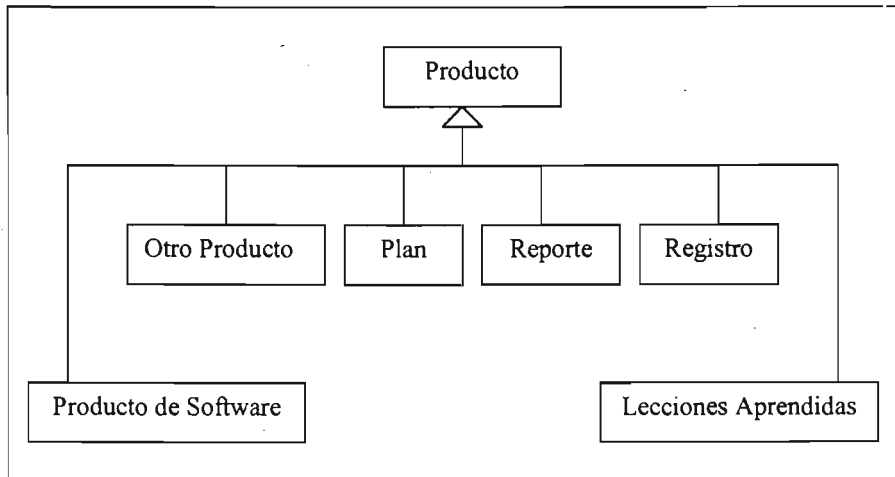 Producto
Otro Producto
Plan
Reporte
Registro
Producto de Software
Lecciones Aprendidas